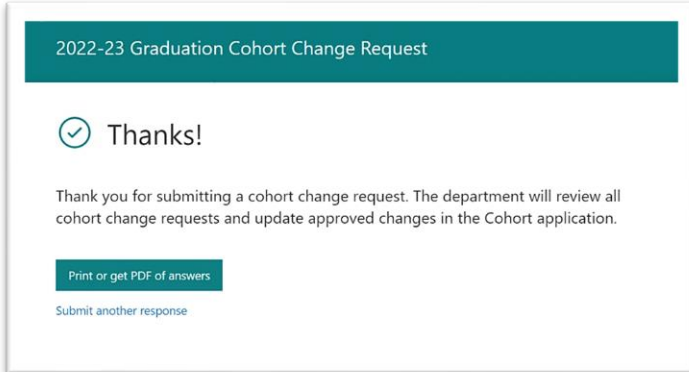 2022-23 Graduation Cohort Change Request
Thanks!
Thank you for submitting a cohort change request. The department will review all
cohort change requests and update approved changes in the Cohort application.
Print or get PDF of answers
Submit another response